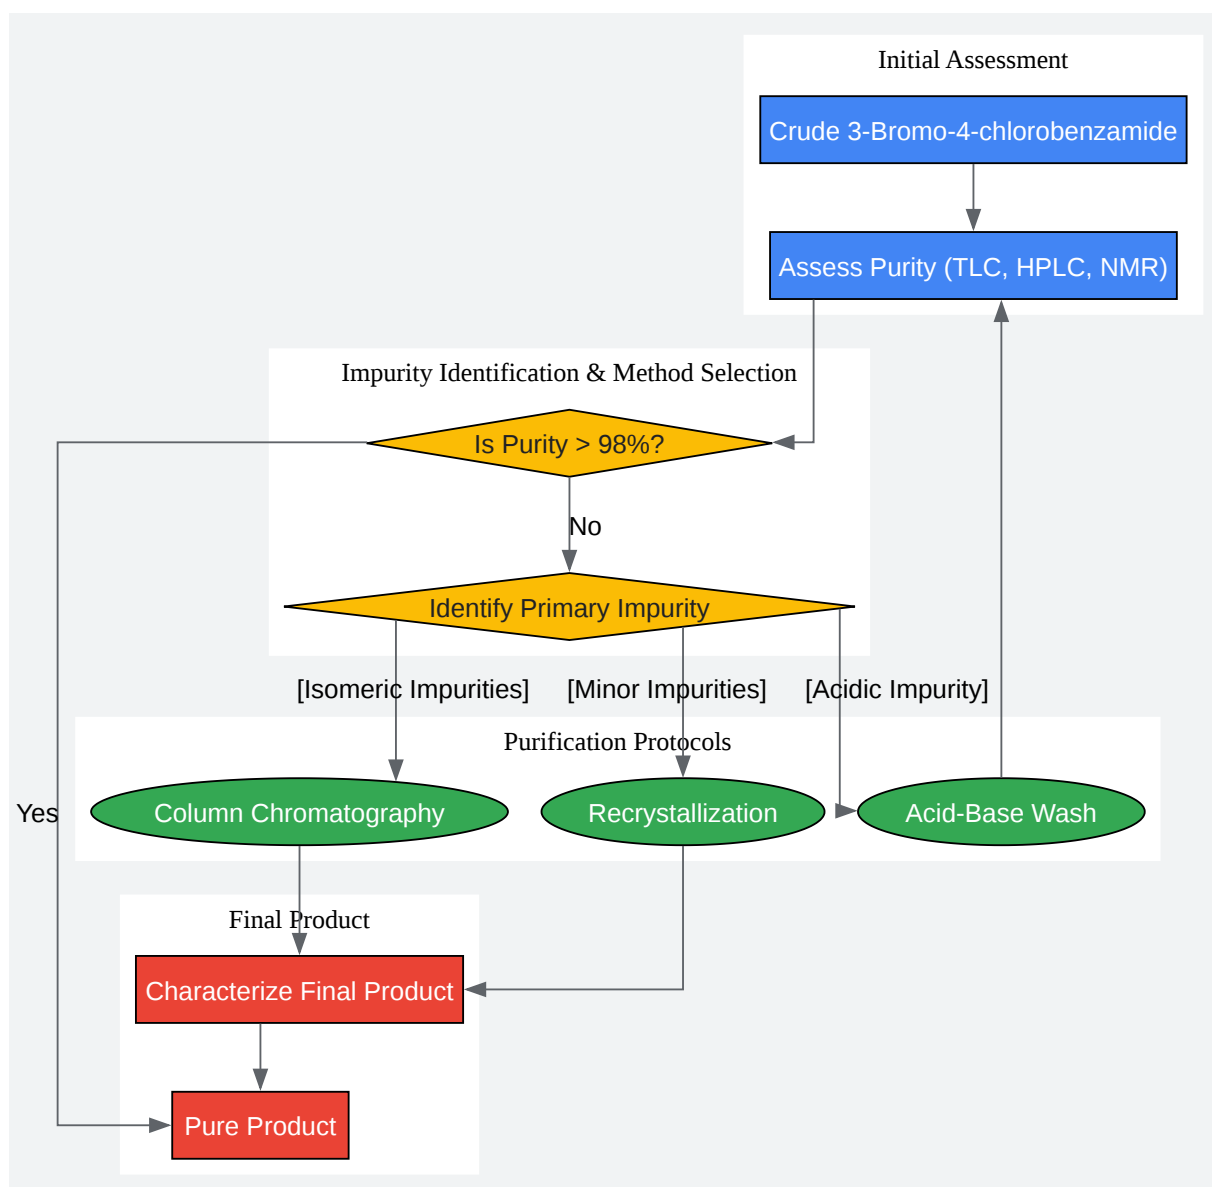 Initial Assessment
Crude 3-Bromo-4-chlorobenzamide
Assess Purity (TLC, HPLC, NMR)
Impurity Identification & Method Selection
Is Purity > 98%?
No
Identify Primary Impurity
[Isomeric Impurities]
[Minor Impurities]
[Acidic Impurity]
Purification Protocols
Yes
Column Chromatography
Recrystallization
Acid-Base Wash
Final Product
Characterize Final Product
Pure Product